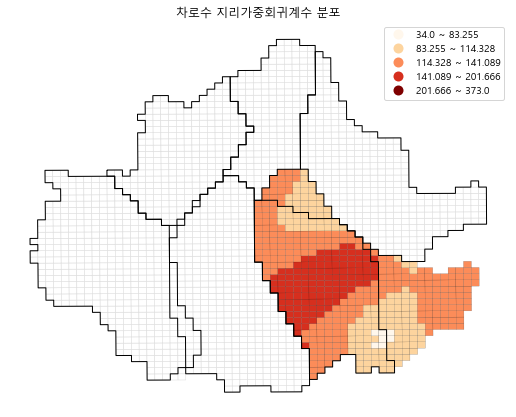 차로수 지리가중회귀계수 분포
34.0 ~ 83.255
83.255 ~ 114.328
114.328 ~ 141.089
141.089 ~ 201.666
201.666 ~ 373.0